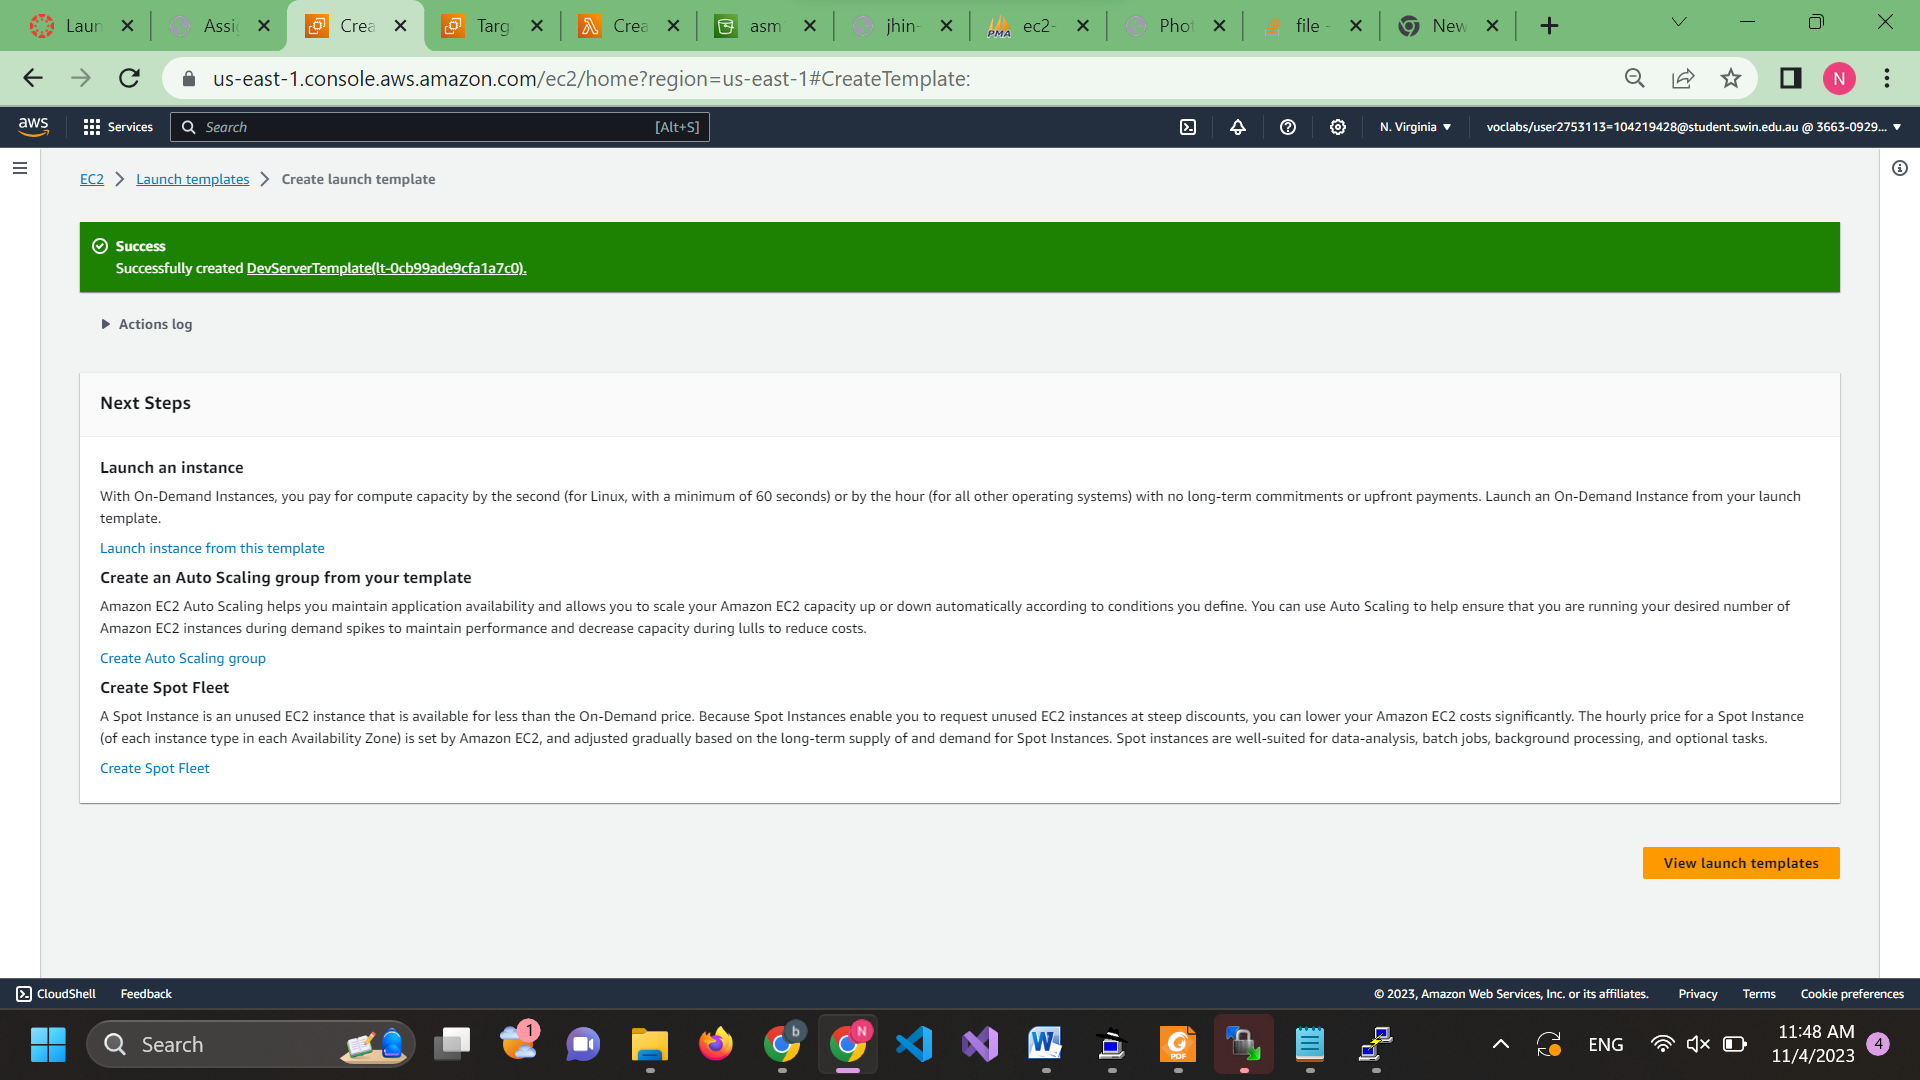 Laun
Assi
Crea
Targ
Crea
asm
jhin-
PMA
ec2-
Phot
file -
New
us-east-1.console.aws.amazon.com/ec2/home?region=us-east-1#CreateTemplate:
N
aws
Services
Search
[Alt+S]
N. Virginia
voclabs/user2753113=104219428@student.swin.edu.au @ 3663-0929...
EC2
Launch templates
Create launch template
Success
Successfully created DevServerTemplate(lt-0cb99ade9cfa1a7c0).
Actions log
Next Steps
Launch an instance
With On-Demand Instances, you pay for compute capacity by the second (for Linux, with a minimum of 60 seconds) or by the hour (for all other operating systems) with no long-term commitments or upfront payments. Launch an On-Demand Instance from your launch
template.
Launch instance from this template
Create an Auto Scaling group from your template
Amazon EC2 Auto Scaling helps you maintain application availability and allows you to scale your Amazon EC2 capacity up or down automatically according to conditions you define. You can use Auto Scaling to help ensure that you are running your desired number of
Amazon EC2 instances during demand spikes to maintain performance and decrease capacity during lulls to reduce costs.
Create Auto Scaling group
Create Spot Fleet
A Spot Instance is an unused EC2 instance that is available for less than the On-Demand price. Because Spot Instances enable you to request unused EC2 instances at steep discounts, you can lower your Amazon EC2 costs significantly. The hourly price for a Spot Instance
(of each instance type in each Availability Zone) is set by Amazon EC2, and adjusted gradually based on the long-term supply of and demand for Spot Instances. Spot instances are well-suited for data-analysis, batch jobs, background processing, and optional tasks.
Create Spot Fleet
View launch templates
CloudShell
Feedback
© 2023, Amazon Web Services, Inc. or its affiliates.
Privacy
Terms
Cookie preferences
Search
1
b
N
W
PDF
ENG
11:48 AM
11/4/2023
4